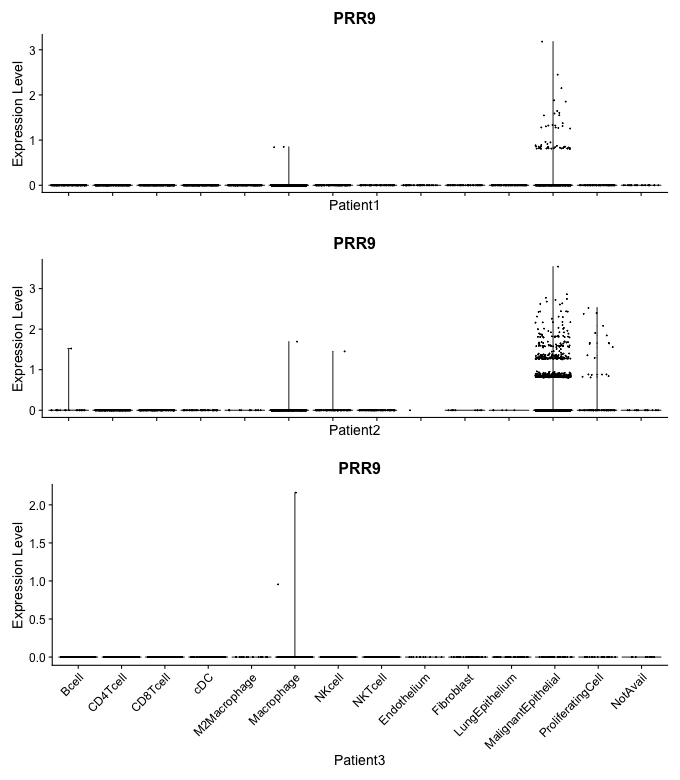 PRR9
3
2
1
0
Expression Level
Patient1
PRR9
3
2
1
0
Expression Level
Patient2
PRR9
2.0
1.5
1.0
0.5
0.0
Expression Level
Bcell
CD4Tcell
CD8Tcell
cDC
M2Macrophage
Macrophage
NKcell
NKTcell
Endothelium
Fibroblast
LungEpithelium
MalignantEpithelial
ProliferatingCell
NotAvail
Patient3